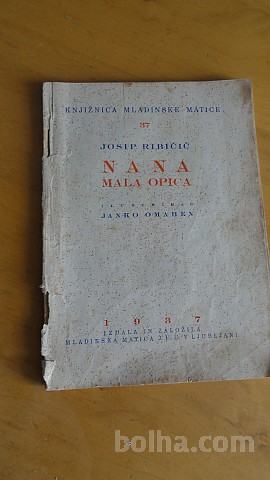 KNJIŽNICA MLADINSKE MATICE
37
JOSIP RIBIČIČ
NANA
MALA OPICA
ILUSTRIRAL
JANKO OMAHEN
1937
IZDALA IN ZALOŽILA
MLADINSKA MATICA V LJUBLJANI
bolha.com